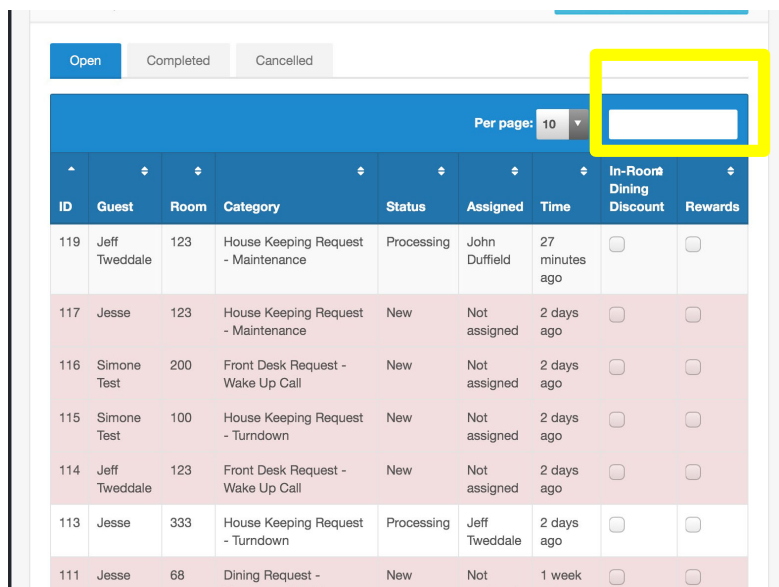 Open Completed Cancelled
Per page: 10
ID Guest Room Category Status Assigned Time In-Room Dining Discount Rewards
119 Jeff Tweddale 123 House Keeping Request - Maintenance Processing John Duffield 27 minutes ago
117 Jesse 123 House Keeping Request - Maintenance New Not assigned 2 days ago
116 Simone Test 200 Front Desk Request - Wake Up Call New Not assigned 2 days ago
115 Simone Test 100 House Keeping Request - Turndown New Not assigned 2 days ago
114 Jeff Tweddale 123 Front Desk Request - Wake Up Call New Not assigned 2 days ago
113 Jesse 333 House Keeping Request - Turndown Processing Jeff Tweddale 2 days ago
111 Jesse 68 Dining Request - New Not 1 week